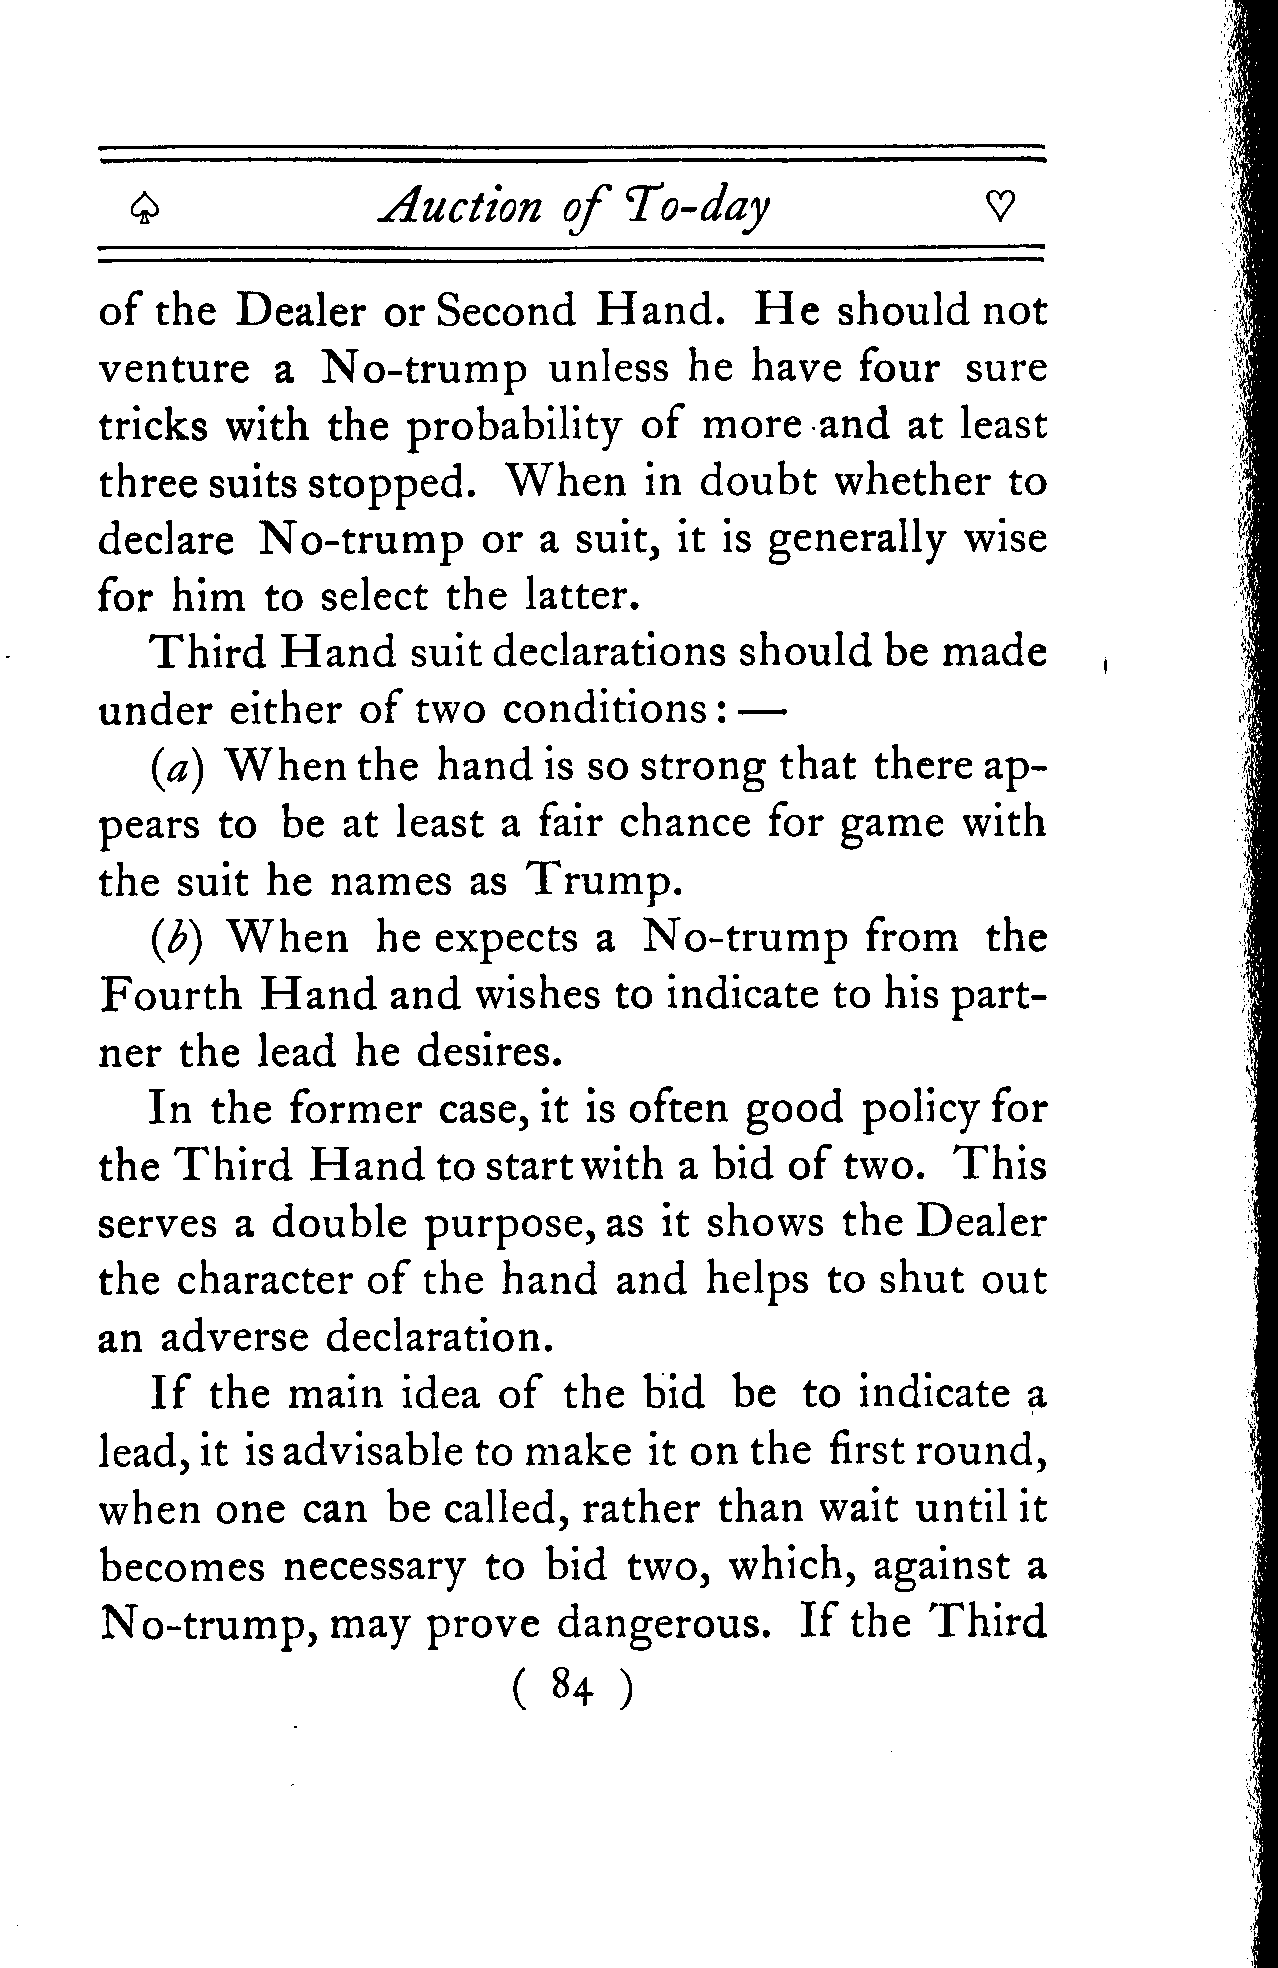 ♤ Auction of To-day ♡
of the Dealer or Second Hand. He should not
venture a No-trump unless he have four sure
tricks with the probability of more and at least
three suits stopped. When in doubt whether to
declare No-trump or a suit, it is generally wise
for him to select the latter.
Third Hand suit declarations should be made
under either of two conditions: —
(a) When the hand is so strong that there ap-
pears to be at least a fair chance for game with
the suit he names as Trump.
(b) When he expects a No-trump from the
Fourth Hand and wishes to indicate to his part-
ner the lead he desires.
In the former case, it is often good policy for
the Third Hand to start with a bid of two. This
serves a double purpose, as it shows the Dealer
the character of the hand and helps to shut out
an adverse declaration.
If the main idea of the bid be to indicate a
lead, it is advisable to make it on the first round,
when one can be called, rather than wait until it
becomes necessary to bid two, which, against a
No-trump, may prove dangerous. If the Third
( 84 )